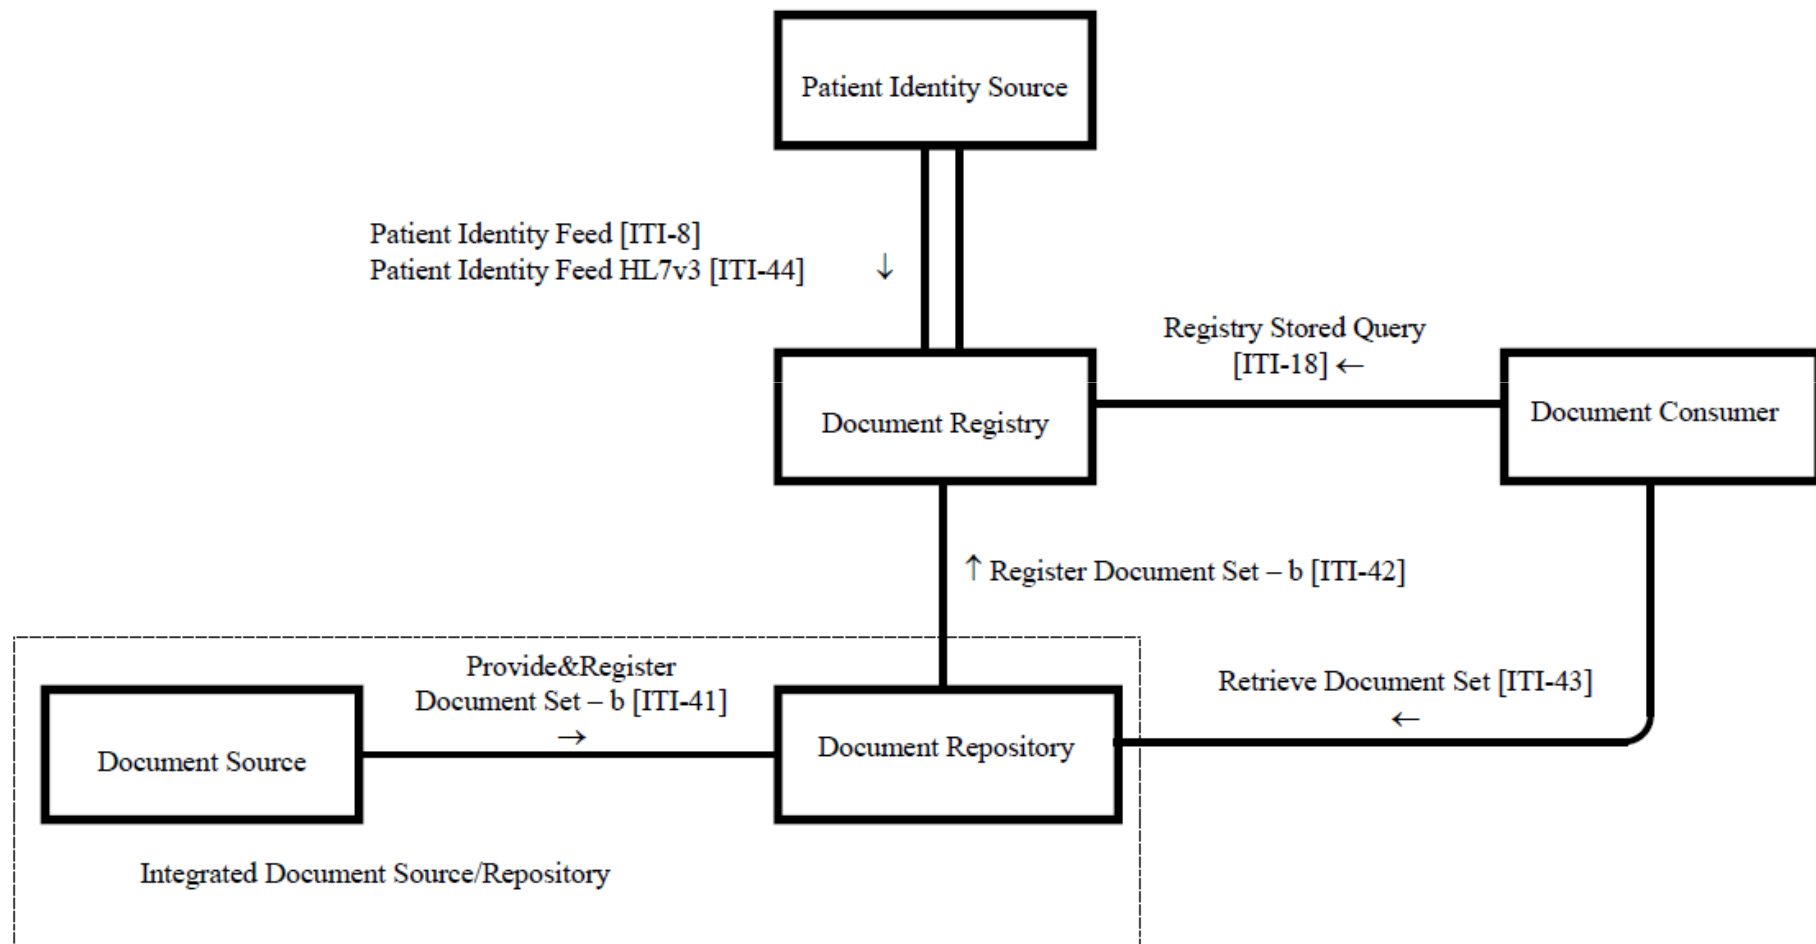 Patient Identity Source
Patient Identity Feed [ITI-8]
Patient Identity Feed HL7v3 [ITI-44]
↓
Registry Stored Query
[ITI-18] ←
Document Registry
Document Consumer
↑ Register Document Set – b [ITI-42]
Provide&Register
Document Set – b [ITI-41]
→
Retrieve Document Set [ITI-43]
←
Document Source
Document Repository
Integrated Document Source/Repository